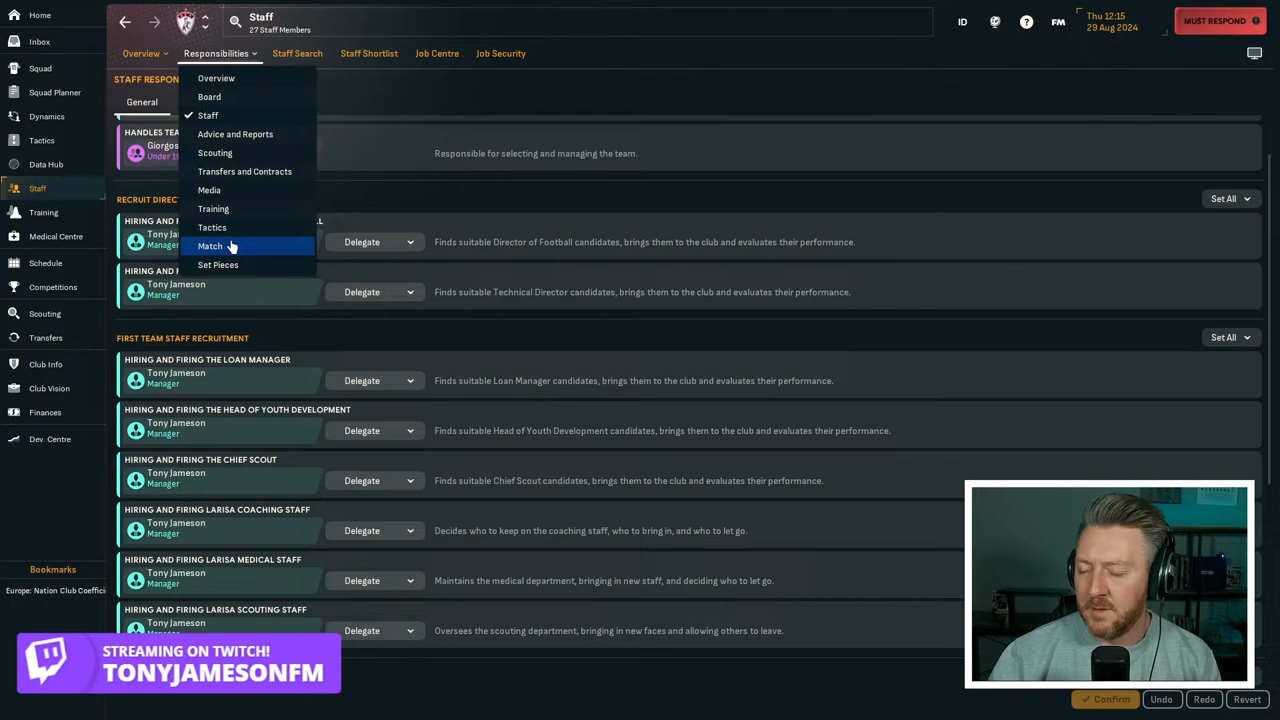 Home
Staff
27 Staff Members
ID
FM
Thu 12:15
29 Aug 2024
MUST RESPOND
Inbox
Overview
Responsibilities
Staff Search
Staff Shortlist
Job Centre
Job Security
Squad
Squad Planner
Dynamics
Tactics
Data Hub
Staff
Training
Medical Centre
Schedule
Competitions
Scouting
Transfers
Club Info
Club Vision
Finances
Dev. Centre
Bookmarks
Europe: Nation Club Coeffici
STAFF RESPON
General
Overview
Board
Staff
Advice and Reports
Scouting
Transfers and Contracts
Media
Training
Tactics
Match
Set Pieces
HANDLES TEA
Giorgos
Under 1
Responsible for selecting and managing the team.
RECRUIT DIREC
Set All
HIRING AND F
LL
Tony Ja
Manager
Delegate
Finds suitable Director of Football candidates, brings them to the club and evaluates their performance.
HIRING AND F
Tony Jameson
Manager
Delegate
Finds suitable Technical Director candidates, brings them to the club and evaluates their performance.
FIRST TEAM STAFF RECRUITMENT
Set All
HIRING AND FIRING THE LOAN MANAGER
Tony Jameson
Manager
Delegate
Finds suitable Loan Manager candidates, brings them to the club and evaluates their performance.
HIRING AND FIRING THE HEAD OF YOUTH DEVELOPMENT
Tony Jameson
Manager
Delegate
Finds suitable Head of Youth Development candidates, brings them to the club and evaluates their performance.
HIRING AND FIRING THE CHIEF SCOUT
Tony Jameson
Manager
Delegate
Finds suitable Chief Scout candidates, brings them to the club and evaluates their performance.
HIRING AND FIRING LARISA COACHING STAFF
Tony Jameson
Manager
Delegate
Decides who to keep on the coaching staff, who to bring in, and who to let go.
HIRING AND FIRING LARISA MEDICAL STAFF
Tony Jameson
Manager
Delegate
Maintains the medical department, bringing in new staff, and deciding who to let go.
HIRING AND FIRING LARISA SCOUTING STAFF
Tony Jameson
Delegate
Oversees the scouting department, bringing in new faces and allowing others to leave.
STREAMING ON TWITCH!
TONYJAMESONFM
Confirm
Undo
Redo
Revert